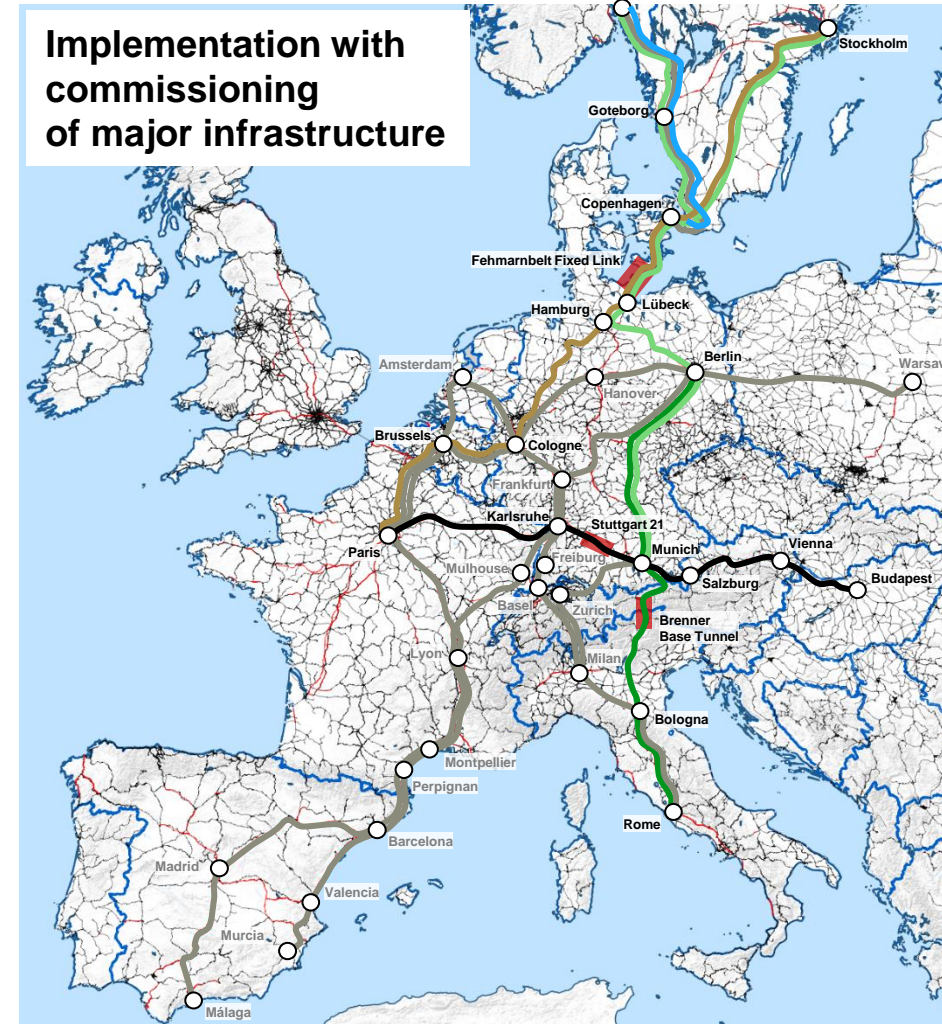 Implementation with
commissioning
of major infrastructure
Stockholm
Goteborg
Copenhagen
Fehmarnbelt Fixed Link
Lübeck
Hamburg
Berlin
Amsterdam
Warsaw
Hanover
Brussels
Cologne
Frankfurt
Karlsruhe
Stuttgart 21
Paris
Munich
Vienna
Freiburg
Mulhouse
Salzburg
Budapest
Basel
Zurich
Brenner
Base Tunnel
Lyon
Milan
Bologna
Montpellier
Perpignan
Rome
Barcelona
Madrid
Valencia
Murcia
Málaga